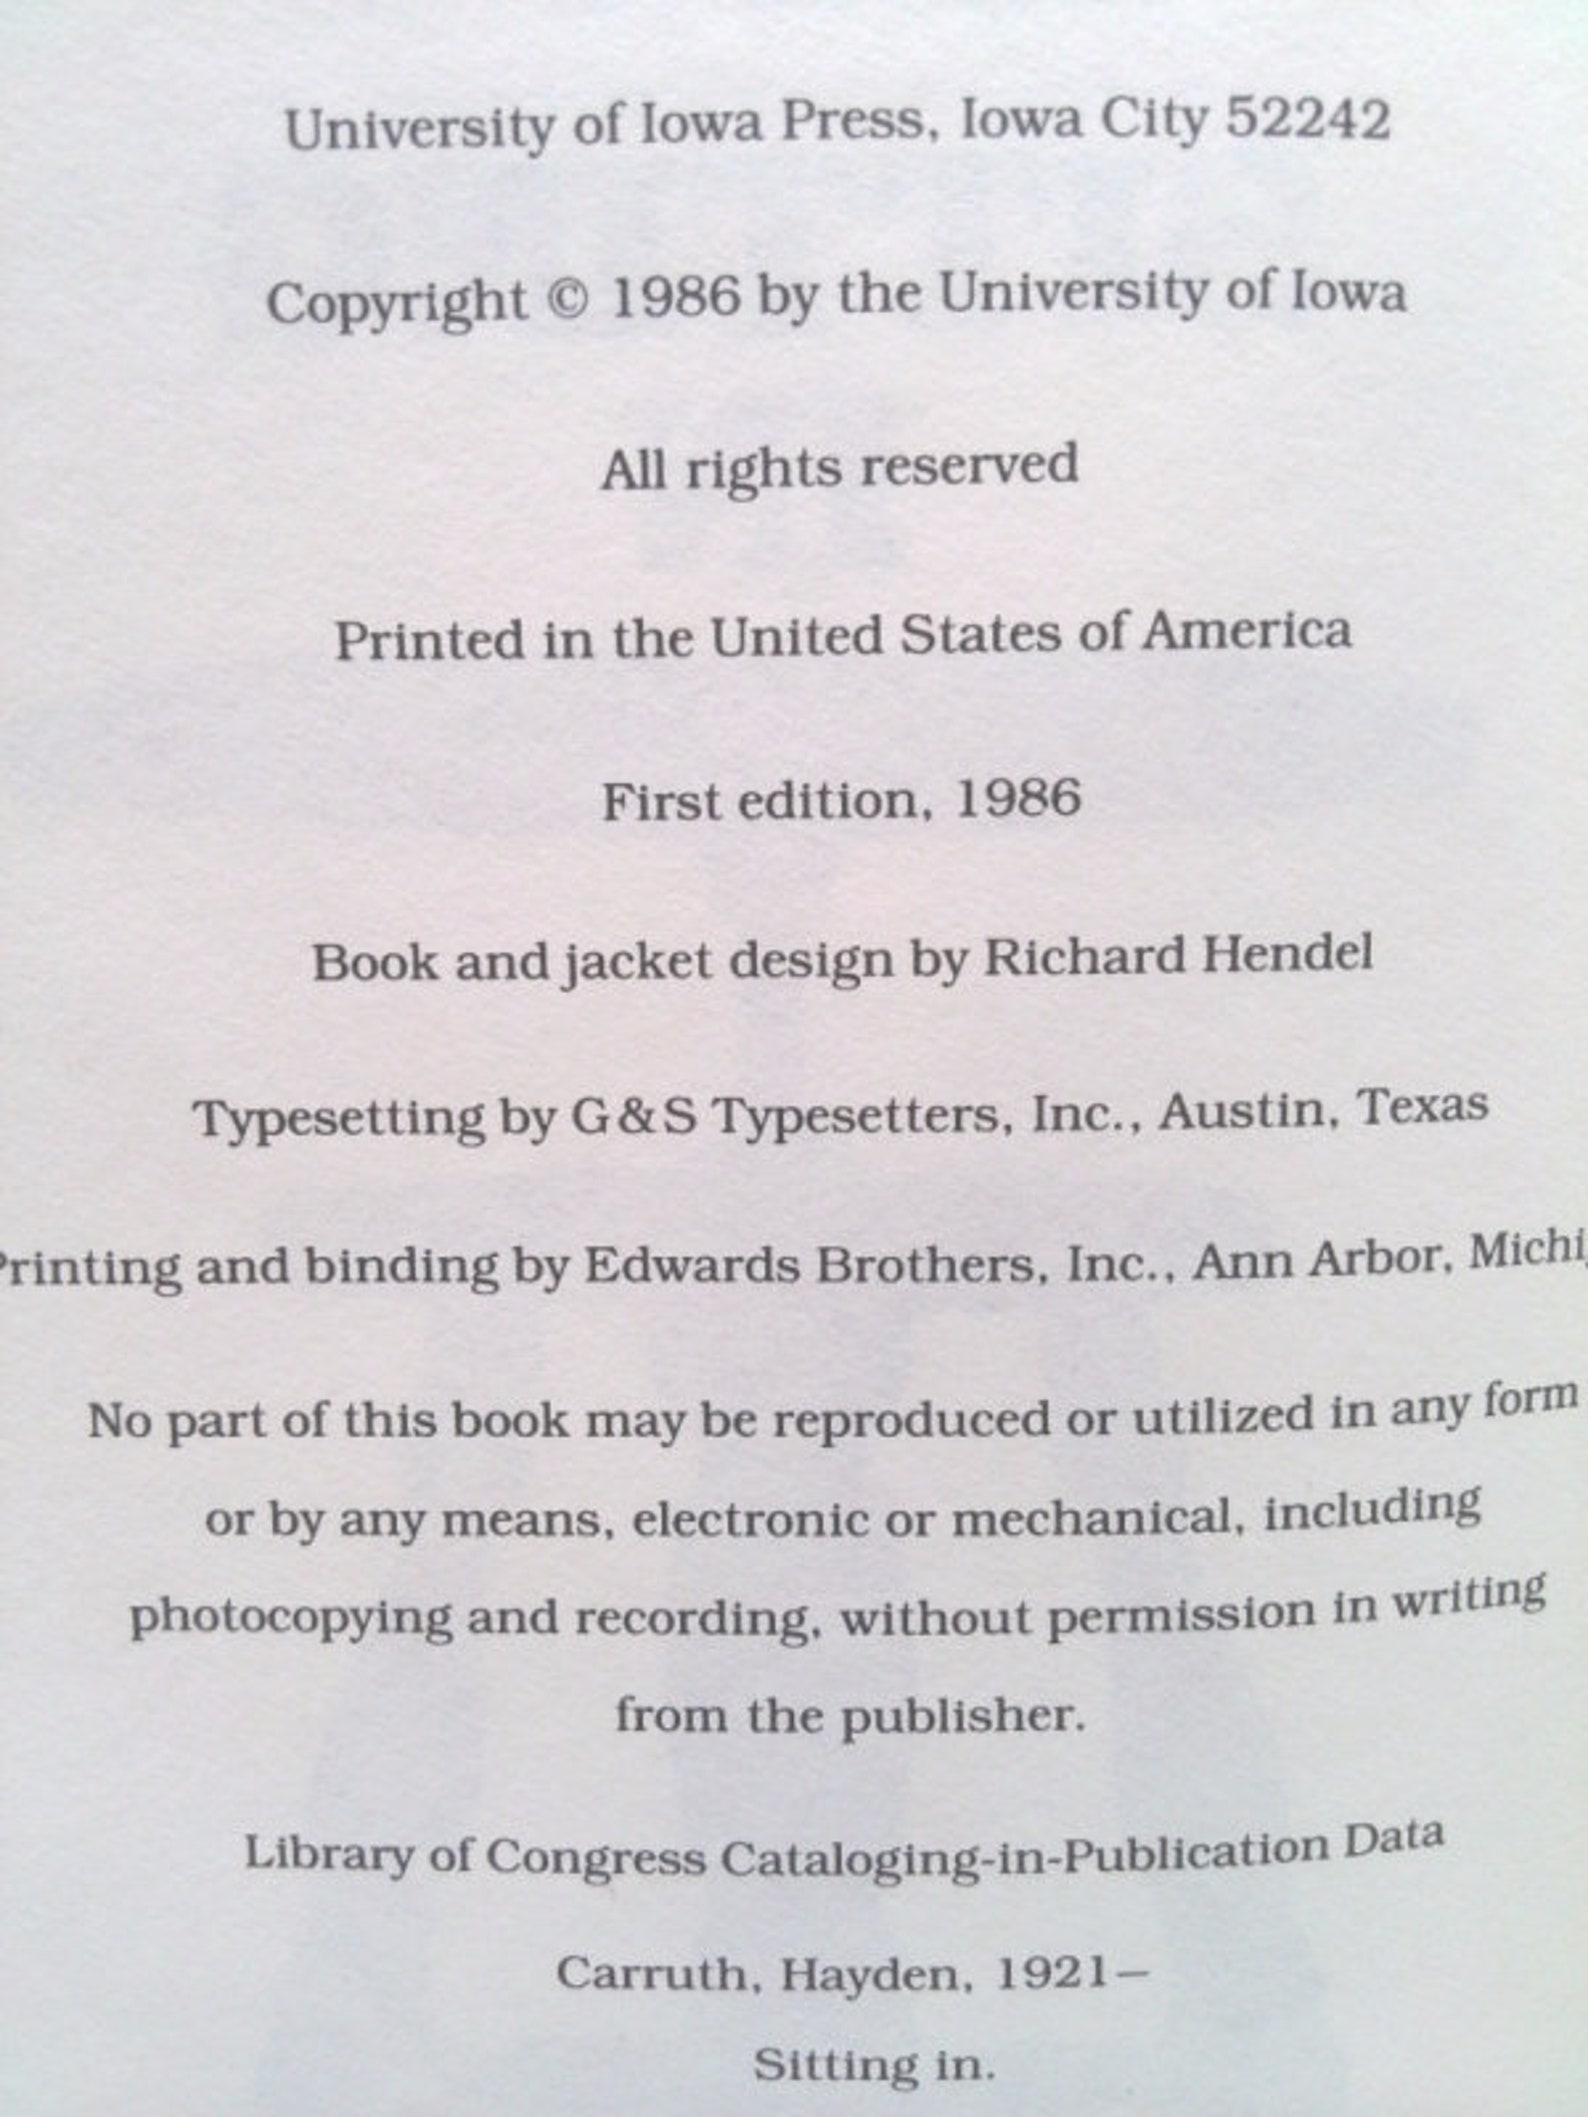 University of Iowa Press, Iowa City 52242
Copyright © 1986 by the University of Iowa
All rights reserved
Printed in the United States of America
First edition, 1986
Book and jacket design by Richard Hendel
Typesetting by G&S Typesetters, Inc., Austin, Texas
Printing and binding by Edwards Brothers, Inc., Ann Arbor, Michi
No part of this book may be reproduced or utilized in any form
or by any means, electronic or mechanical, including
photocopying and recording, without permission in writing
from the publisher.
Library of Congress Cataloging-in-Publication Data
Carruth, Hayden, 1921–
Sitting in.